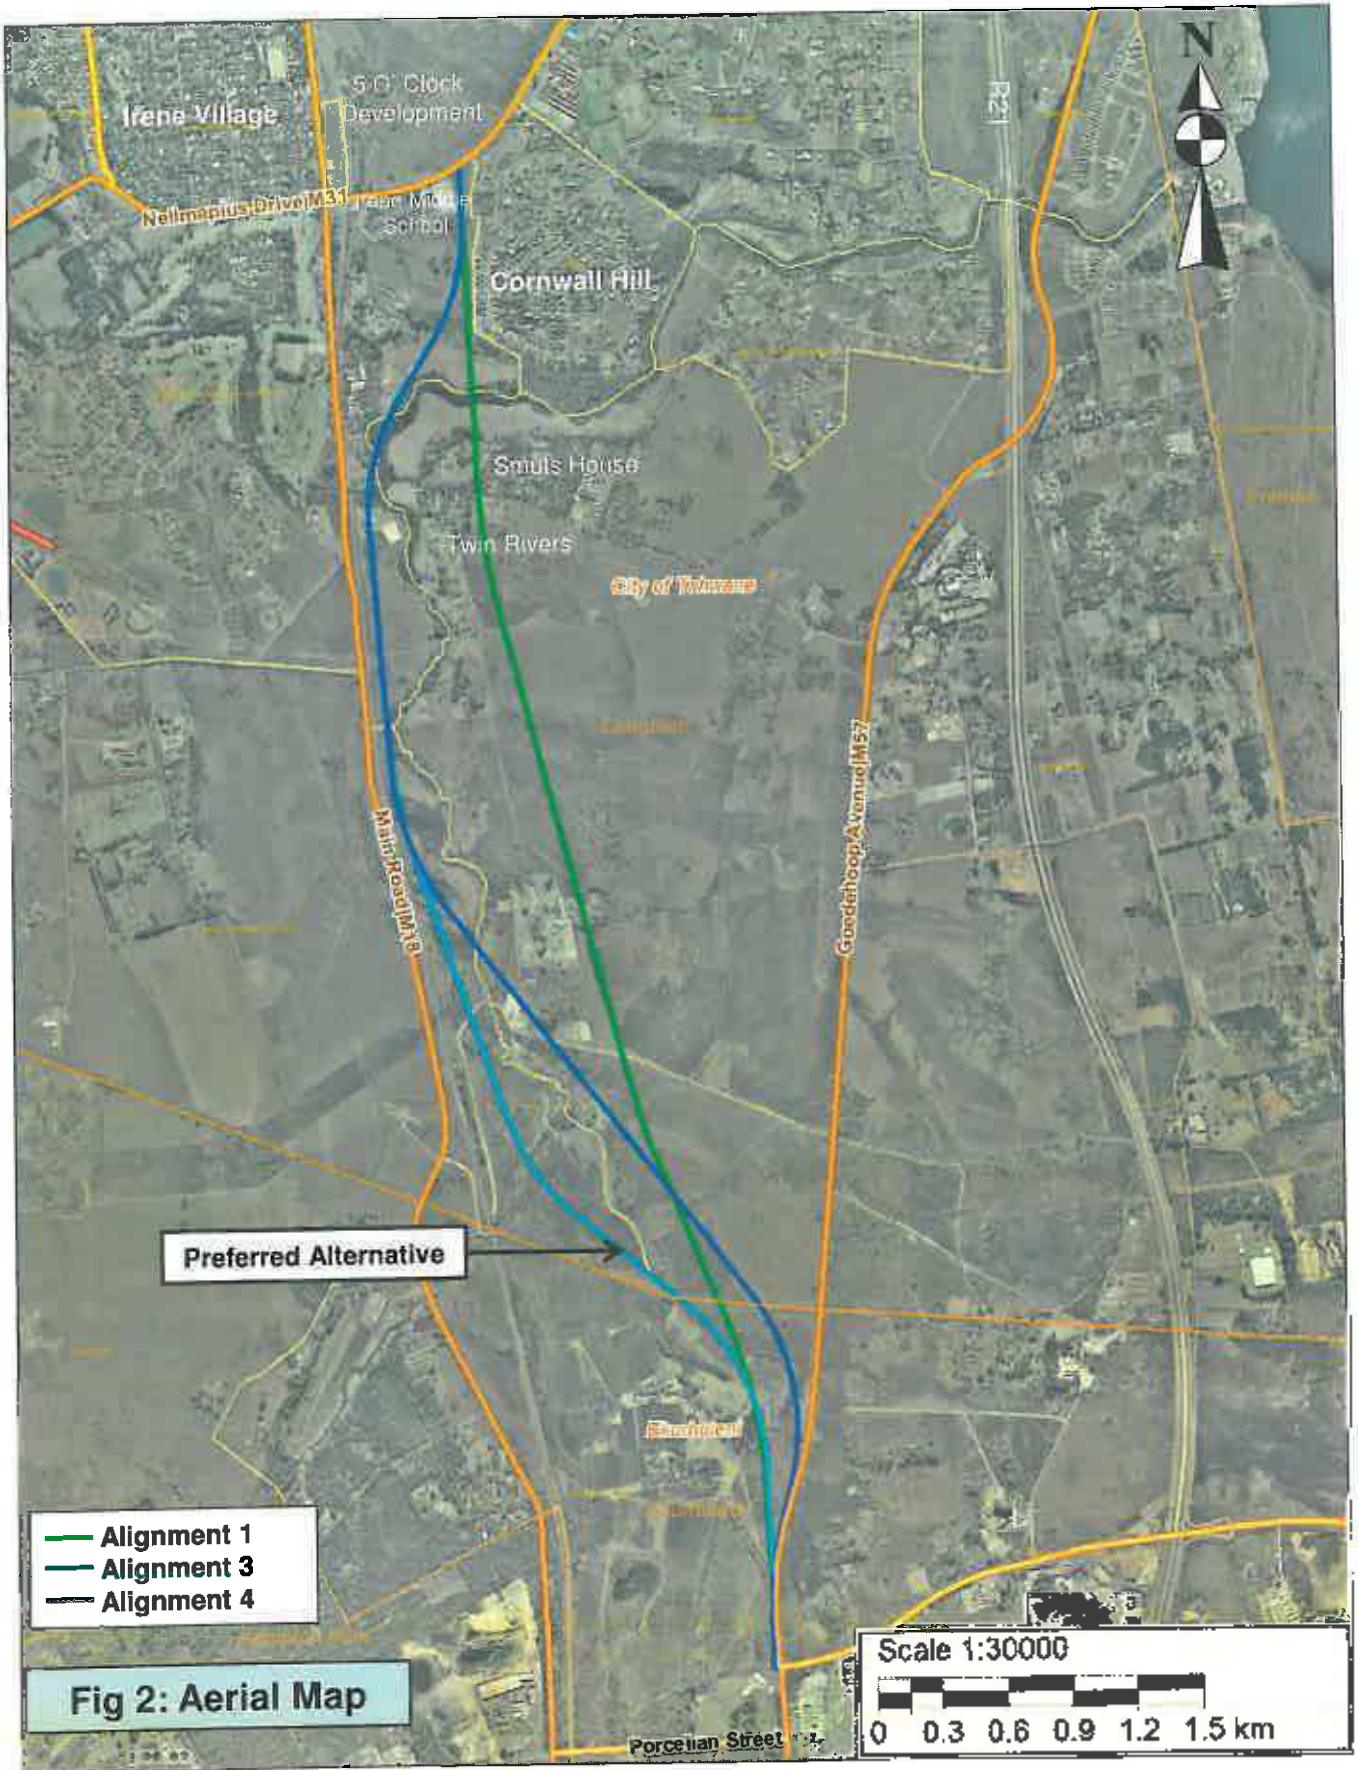 N
5 O' Clock
Development
Irene Village
R21
Nellmapius Drive|M31
Irene Middle
School
Cornwall Hill
Smuts House
Twin Rivers
City of Tshwane
Goedehoop Avenue|M57
Main Road|M18
Preferred Alternative
Alignment 1
Alignment 3
Alignment 4
Fig 2: Aerial Map
Scale 1:30000
0 0.3 0.6 0.9 1.2 1.5 km
Porcelian Street